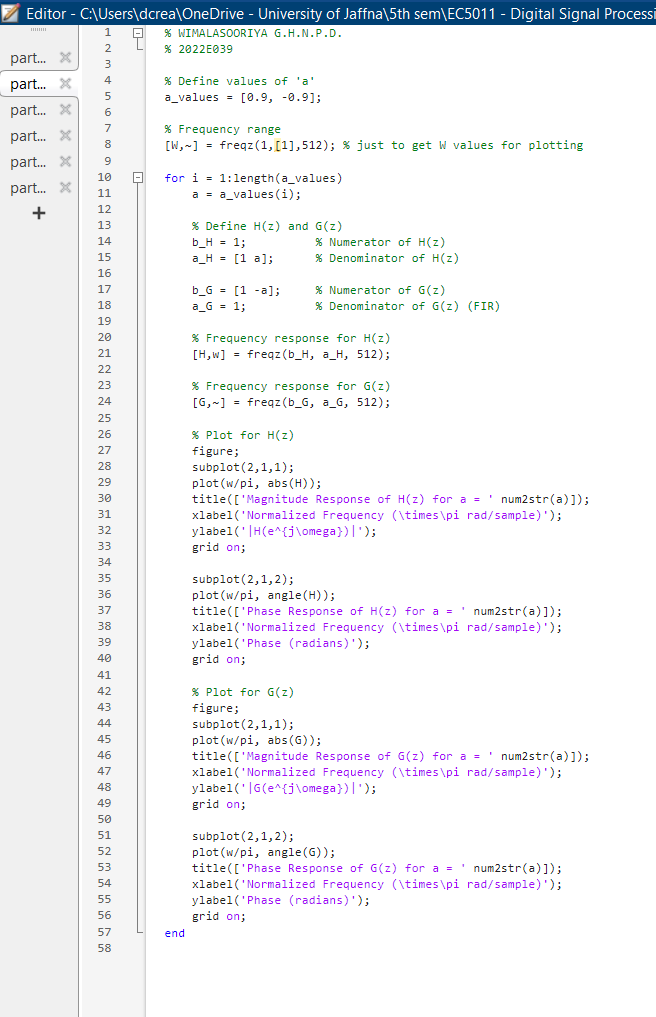 Editor - C:\Users\dcrea\OneDrive - University of Jaffna\5th sem\EC5011 - Digital Signal Processi
part...
part...
part...
part...
part...
part...
1 % WIMALASOORIYA G.H.N.P.D.
2 % 2022E039
3
4 % Define values of 'a'
5 a_values = [0.9, -0.9];
6
7 % Frequency range
8 [W,~] = freqz(1,[1],512); % just to get W values for plotting
9
10 for i = 1:length(a_values)
11 a = a_values(i);
12
13 % Define H(z) and G(z)
14 b_H = 1; % Numerator of H(z)
15 a_H = [1 a]; % Denominator of H(z)
16
17 b_G = [1 -a]; % Numerator of G(z)
18 a_G = 1; % Denominator of G(z) (FIR)
19
20 % Frequency response for H(z)
21 [H,w] = freqz(b_H, a_H, 512);
22
23 % Frequency response for G(z)
24 [G,~] = freqz(b_G, a_G, 512);
25
26 % Plot for H(z)
27 figure;
28 subplot(2,1,1);
29 plot(w/pi, abs(H));
30 title(['Magnitude Response of H(z) for a = ' num2str(a)]);
31 xlabel('Normalized Frequency (\times\pi rad/sample)');
32 ylabel('|H(e^{j\omega})|');
33 grid on;
34
35 subplot(2,1,2);
36 plot(w/pi, angle(H));
37 title(['Phase Response of H(z) for a = ' num2str(a)]);
38 xlabel('Normalized Frequency (\times\pi rad/sample)');
39 ylabel('Phase (radians)');
40 grid on;
41
42 % Plot for G(z)
43 figure;
44 subplot(2,1,1);
45 plot(w/pi, abs(G));
46 title(['Magnitude Response of G(z) for a = ' num2str(a)]);
47 xlabel('Normalized Frequency (\times\pi rad/sample)');
48 ylabel('|G(e^{j\omega})|');
49 grid on;
50
51 subplot(2,1,2);
52 plot(w/pi, angle(G));
53 title(['Phase Response of G(z) for a = ' num2str(a)]);
54 xlabel('Normalized Frequency (\times\pi rad/sample)');
55 ylabel('Phase (radians)');
56 grid on;
57 end
58